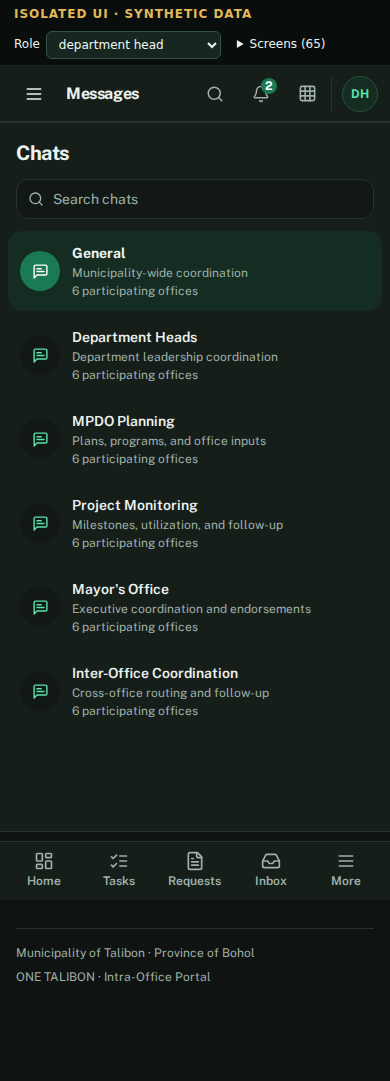 ISOLATED UI · SYNTHETIC DATA
Role department head Screens (65)
Messages 2 DH
Chats
Search chats
General
Municipality-wide coordination
6 participating offices
Department Heads
Department leadership coordination
6 participating offices
MPDO Planning
Plans, programs, and office inputs
6 participating offices
Project Monitoring
Milestones, utilization, and follow-up
6 participating offices
Mayor's Office
Executive coordination and endorsements
6 participating offices
Inter-Office Coordination
Cross-office routing and follow-up
6 participating offices
Home Tasks Requests Inbox More
Municipality of Talibon · Province of Bohol
ONE TALIBON · Intra-Office Portal